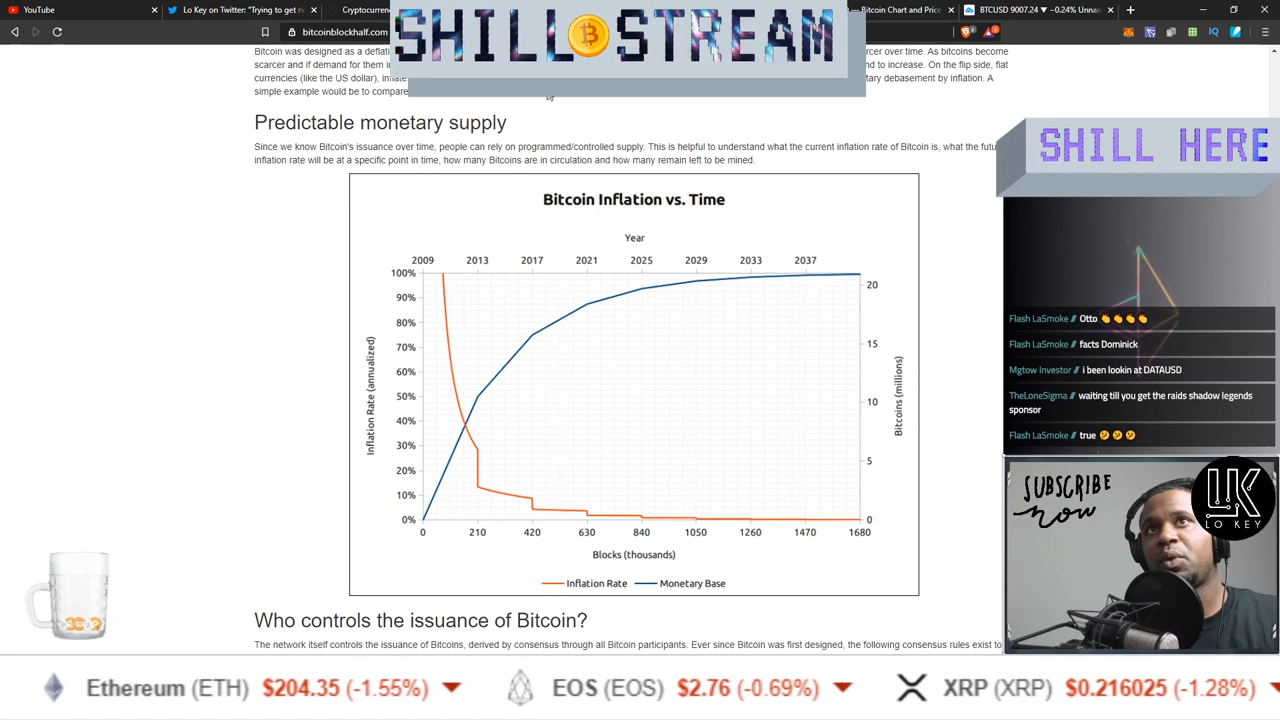 YouTube
Lo Key on Twitter: "Trying to get ri
Cryptocurren
Bitcoin Chart and Price
BTCUSD 9007.24 ▼ −0.24% Unnan
bitcoinblockhalf.com
SHILL STREAM
Bitcoin was designed as a deflat
rcer over time. As bitcoins become
scarcer and if demand for them in
nd to increase. On the flip side, fiat
currencies (like the US dollar), inflate
tary debasement by inflation. A
simple example would be to compare
Predictable monetary supply
Since we know Bitcoin's issuance over time, people can rely on programmed/controlled supply. This is helpful to understand what the current inflation rate of Bitcoin is, what the futu
inflation rate will be at a specific point in time, how many Bitcoins are in circulation and how many remain left to be mined.
SHILL HERE
Bitcoin Inflation vs. Time
Year
2009 2013 2017 2021 2025 2029 2033 2037
100%
90%
80%
70%
60%
50%
40%
30%
20%
10%
0%
Inflation Rate (annualized)
20
15
10
5
0
Bitcoins (millions)
0 210 420 630 840 1050 1260 1470 1680
Blocks (thousands)
Inflation Rate Monetary Base
Flash LaSmoke // Otto 👏👏👏👏
Flash LaSmoke // facts Dominick
Mgtow Investor // i been lookin at DATAUSD
TheLoneSigma // waiting till you get the raids shadow legends
sponsor
Flash LaSmoke // true 🤣🤣🤣
SUBSCRIBE
now
LK
LO KEY
Who controls the issuance of Bitcoin?
The network itself controls the issuance of Bitcoins, derived by consensus through all Bitcoin participants. Ever since Bitcoin was first designed, the following consensus rules exist to
Ethereum (ETH) $204.35 (-1.55%) ▼ EOS (EOS) $2.76 (-0.69%) ▼ XRP (XRP) $0.216025 (-1.28%)